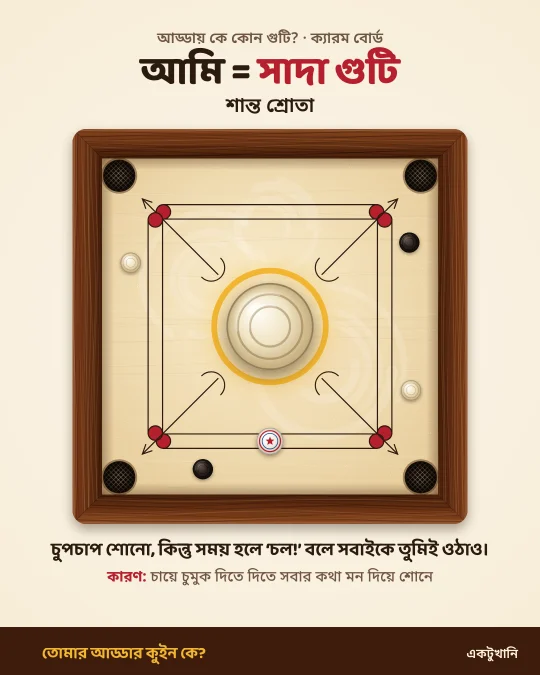 আড্ডায় কে কোন গুটি? · ক্যারম বোর্ড
আমি = সাদা গুটি
শান্ত শ্রোতা
চুপচাপ শোনো, কিন্তু সময় হলে ‘চল!’ বলে সবাইকে তুমিই ওঠাও।
কারণ: চায়ে চুমুক দিতে দিতে সবার কথা মন দিয়ে শোনে
তোমার আড্ডার কুইন কে?
একটুখানি